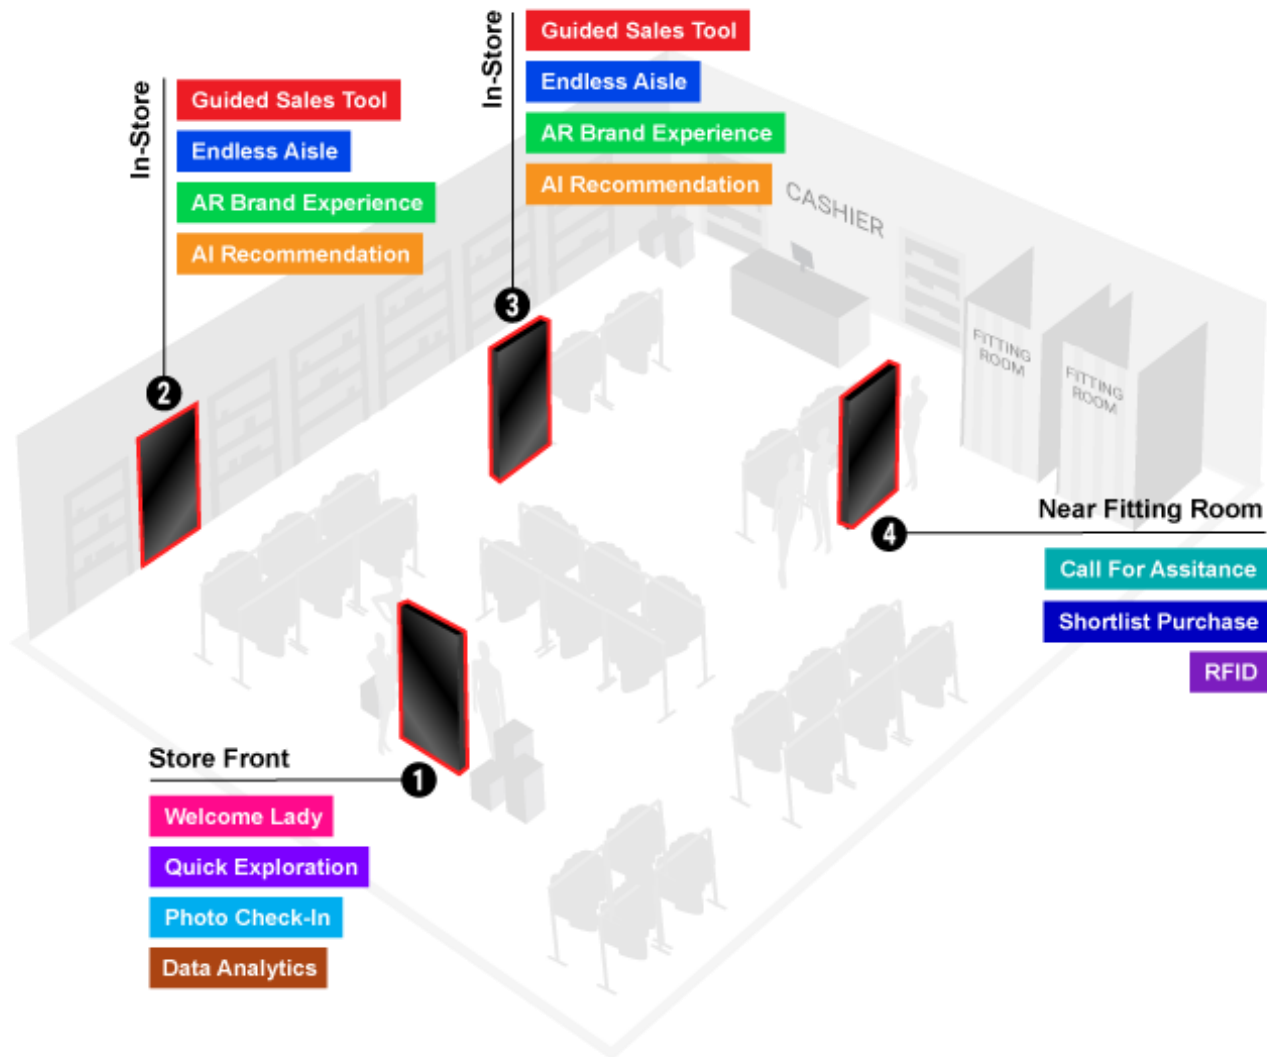 In-Store
Guided Sales Tool
Endless Aisle
AR Brand Experience
AI Recommendation
2
In-Store
Guided Sales Tool
Endless Aisle
AR Brand Experience
AI Recommendation
3
CASHIER
FITTING
ROOM
FITTING
ROOM
Near Fitting Room
4
Call For Assitance
Shortlist Purchase
RFID
Store Front
1
Welcome Lady
Quick Exploration
Photo Check-In
Data Analytics